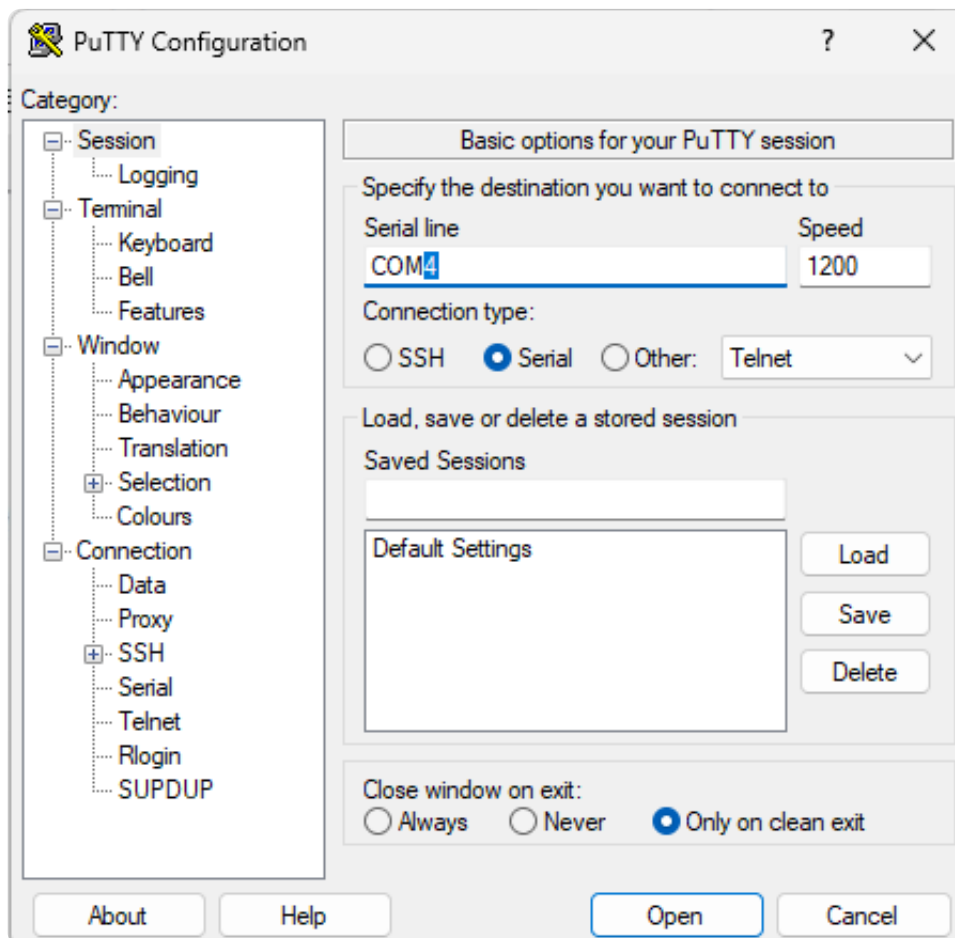 PuTTY Configuration ? ×
Category:
Session
Logging
Terminal
Keyboard
Bell
Features
Window
Appearance
Behaviour
Translation
Selection
Colours
Connection
Data
Proxy
SSH
Serial
Telnet
Rlogin
SUPDUP
Basic options for your PuTTY session
Specify the destination you want to connect to
Serial line Speed
COM4 1200
Connection type:
SSH Serial Other: Telnet
Load, save or delete a stored session
Saved Sessions
Default Settings
Load
Save
Delete
Close window on exit:
Always Never Only on clean exit
About Help Open Cancel